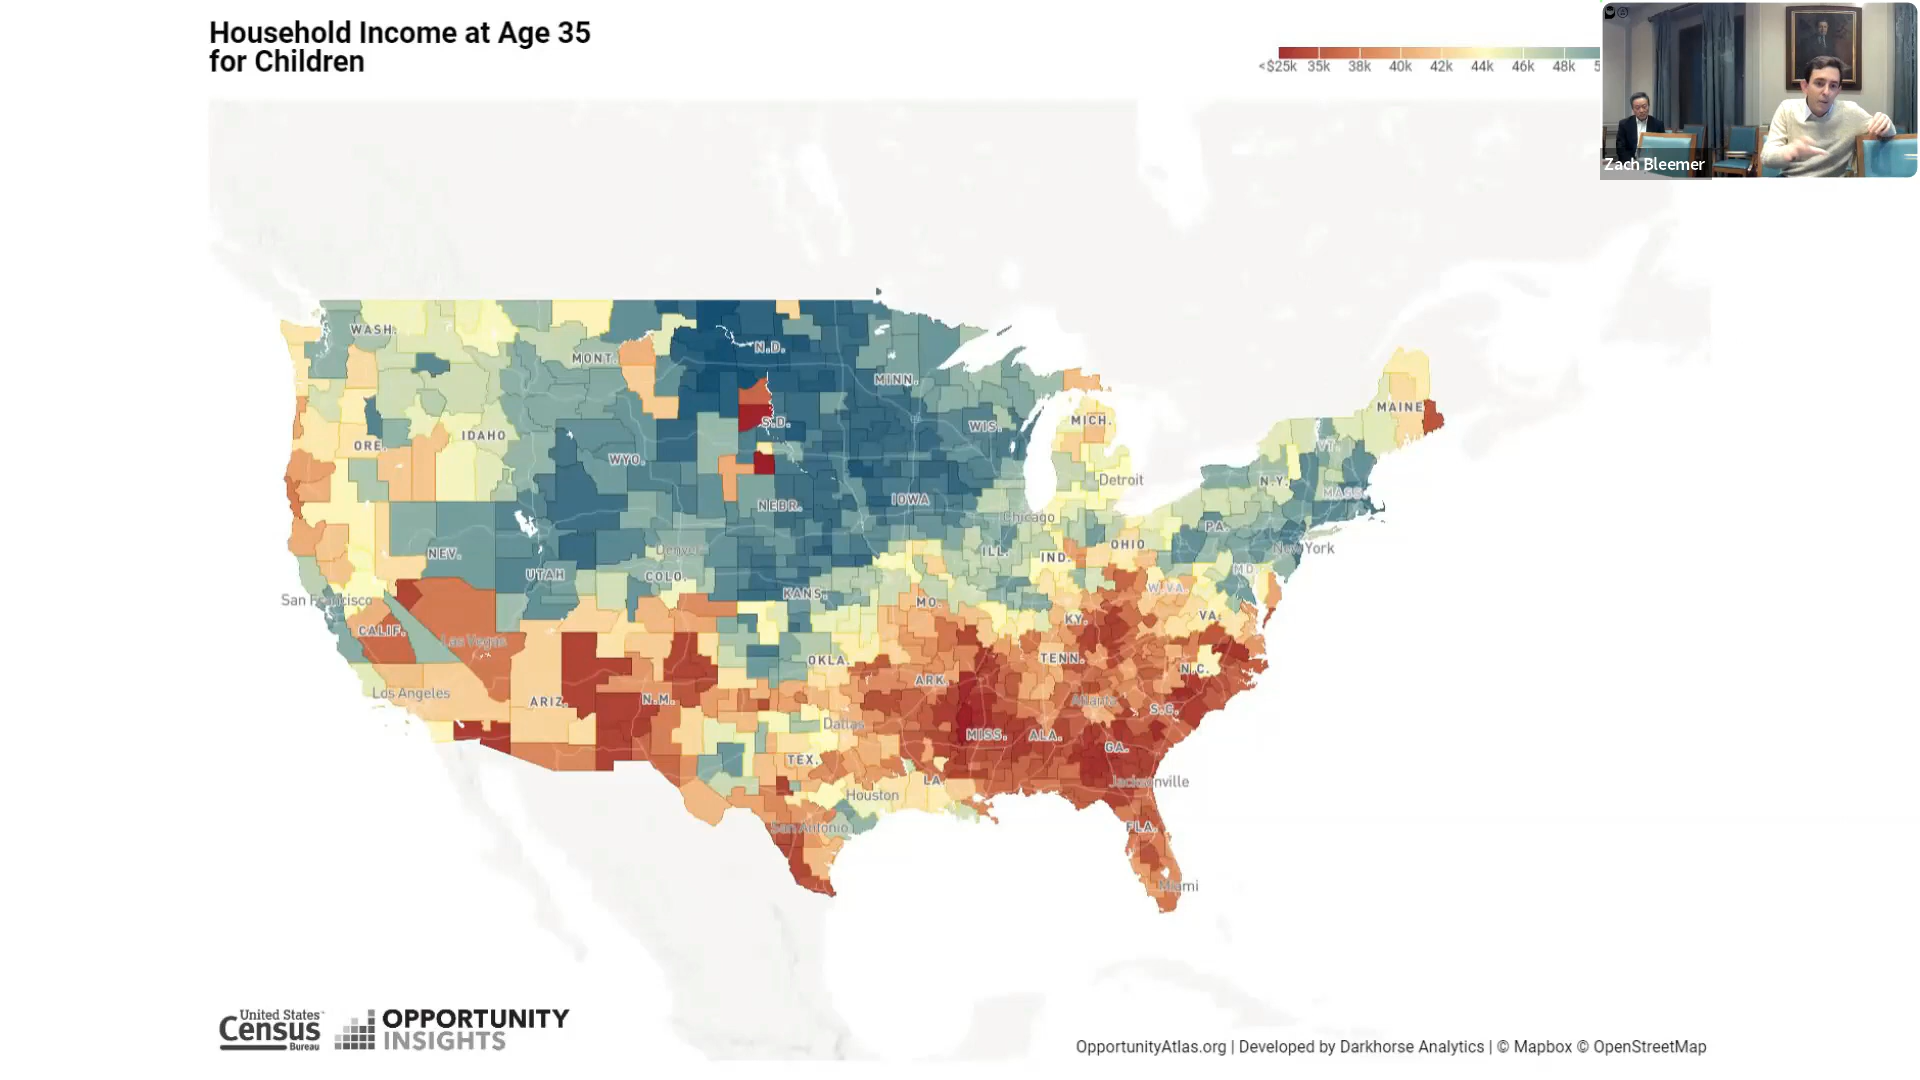 Household Income at Age 35
for Children
<$25k 35k 38k 40k 42k 44k 46k 48k
Zach Bleemer
WASH.
MONT.
N.D.
MINN.
ORE.
IDAHO
S.D.
WIS.
MICH.
MAINE
VT.
WYO.
Detroit
N.Y.
MASS.
NEBR.
IOWA
Chicago
PA.
New York
NEV.
UTAH
Denver
COLO.
ILL.
IND.
OHIO
MD.
San Francisco
KANS.
MO.
W.VA.
CALIF.
Las Vegas
KY.
VA.
OKLA.
TENN.
N.C.
Los Angeles
ARIZ.
N.M.
ARK.
Atlanta
S.C.
Dallas
MISS.
ALA.
GA.
TEX.
LA.
Jacksonville
Houston
San Antonio
FLA.
Miami
United States
Census
Bureau
OPPORTUNITY
INSIGHTS
OpportunityAtlas.org | Developed by Darkhorse Analytics | © Mapbox © OpenStreetMap